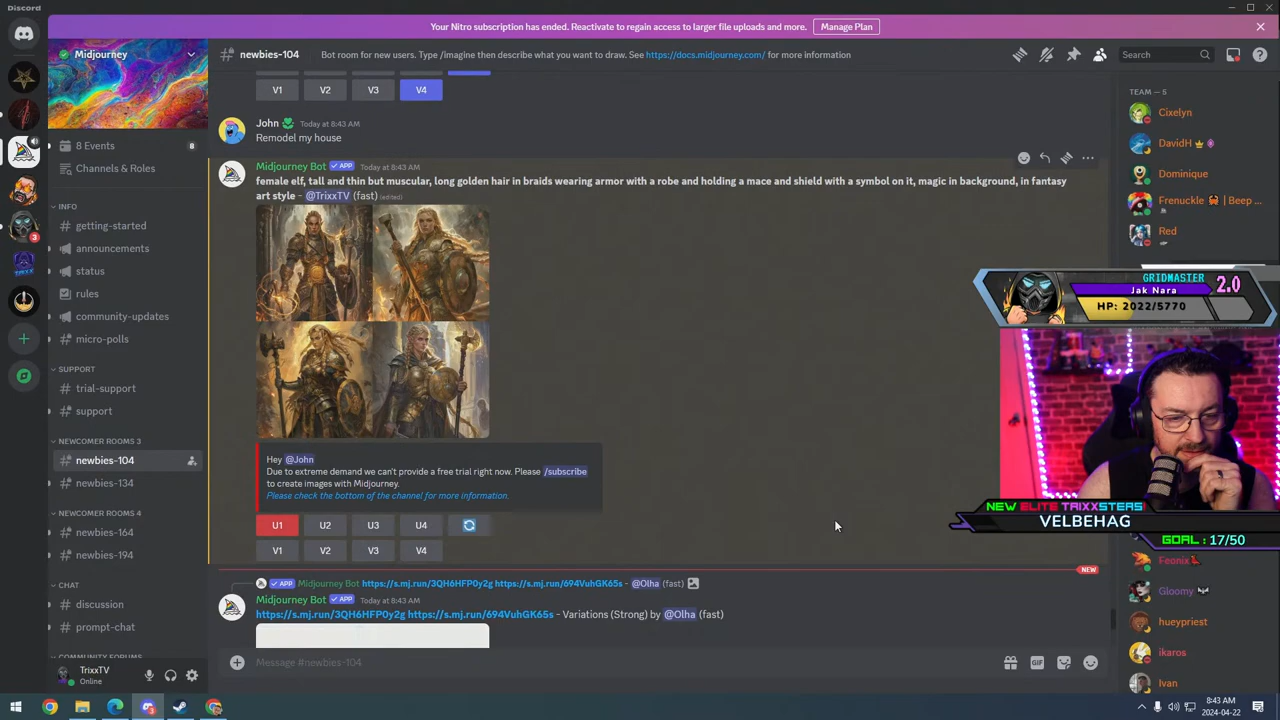 Discord
Your Nitro subscription has ended. Reactivate to regain access to larger file uploads and more.
Manage Plan
Midjourney
newbies-104
Bot room for new users. Type /imagine then describe what you want to draw. See https://docs.midjourney.com/ for more information
Search
8 Events
8
Channels & Roles
INFO
getting-started
announcements
status
rules
community-updates
micro-polls
SUPPORT
trial-support
support
NEWCOMER ROOMS 3
newbies-104
newbies-134
NEWCOMER ROOMS 4
newbies-164
newbies-194
CHAT
discussion
prompt-chat
3
TRIXX
TrixxTV
Online
V1 V2 V3 V4
John Today at 8:43 AM
Remodel my house
Midjourney Bot APP Today at 8:43 AM
female elf, tall and thin but muscular, long golden hair in braids wearing armor with a robe and holding a mace and shield with a symbol on it, magic in background, in fantasy
art style - @TrixxTV (fast) (edited)
Hey @John
Due to extreme demand we can't provide a free trial right now. Please /subscribe
to create images with Midjourney.
Please check the bottom of the channel for more information.
U1 U2 U3 U4
V1 V2 V3 V4
NEW
APP Midjourney Bot https://s.mj.run/3QH6HFP0y2g https://s.mj.run/694VuhGK65s - @Olha (fast)
Midjourney Bot APP Today at 8:43 AM
https://s.mj.run/3QH6HFP0y2g https://s.mj.run/694VuhGK65s - Variations (Strong) by @Olha (fast)
Message #newbies-104
GIF
TEAM — 5
Cixelyn
DavidH
Dominique
Frenuckle | Beep ...
Red
GRIDMASTER
Jak Nara
2.0
HP: 2022/5770
NEW ELITE TRIXXSTERS!
VELBEHAG
GOAL : 17/50
Feonix
Gloomy
hueypriest
ikaros
Ivan
3
8:43 AM
2024-04-22